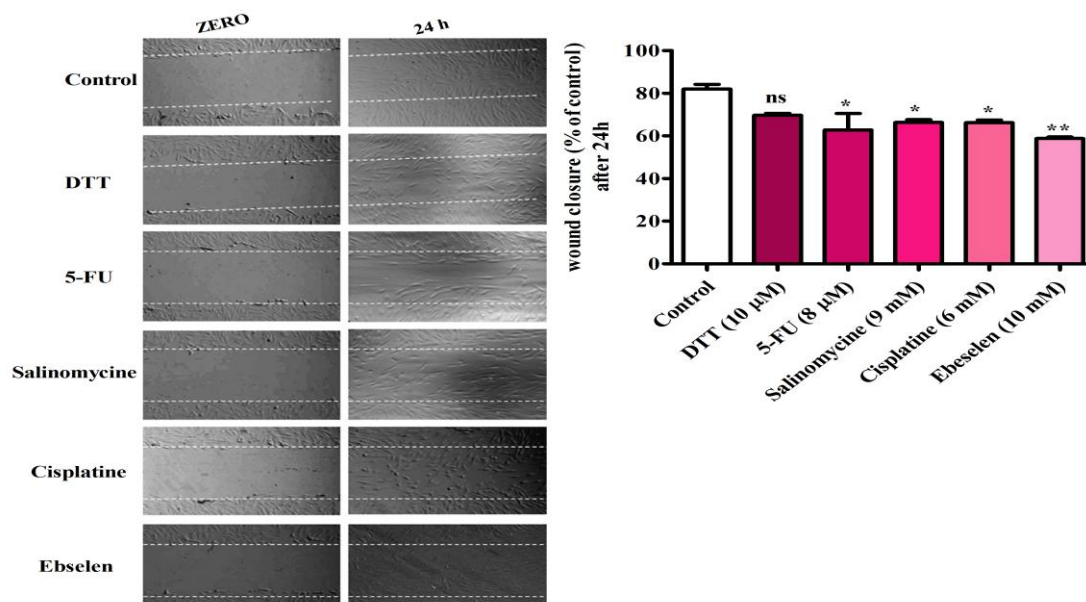 ZERO
24 h
Control
DTT
5-FU
Salinomycine
Cisplatine
Ebselen
wound closure (% of control)
after 24h
100
80
60
40
20
0
ns
*
*
*
**
Control
DTT (10 µM)
5-FU (8 µM)
Salinomycine (9 mM)
Cisplatine (6 mM)
Ebeselen (10 mM)